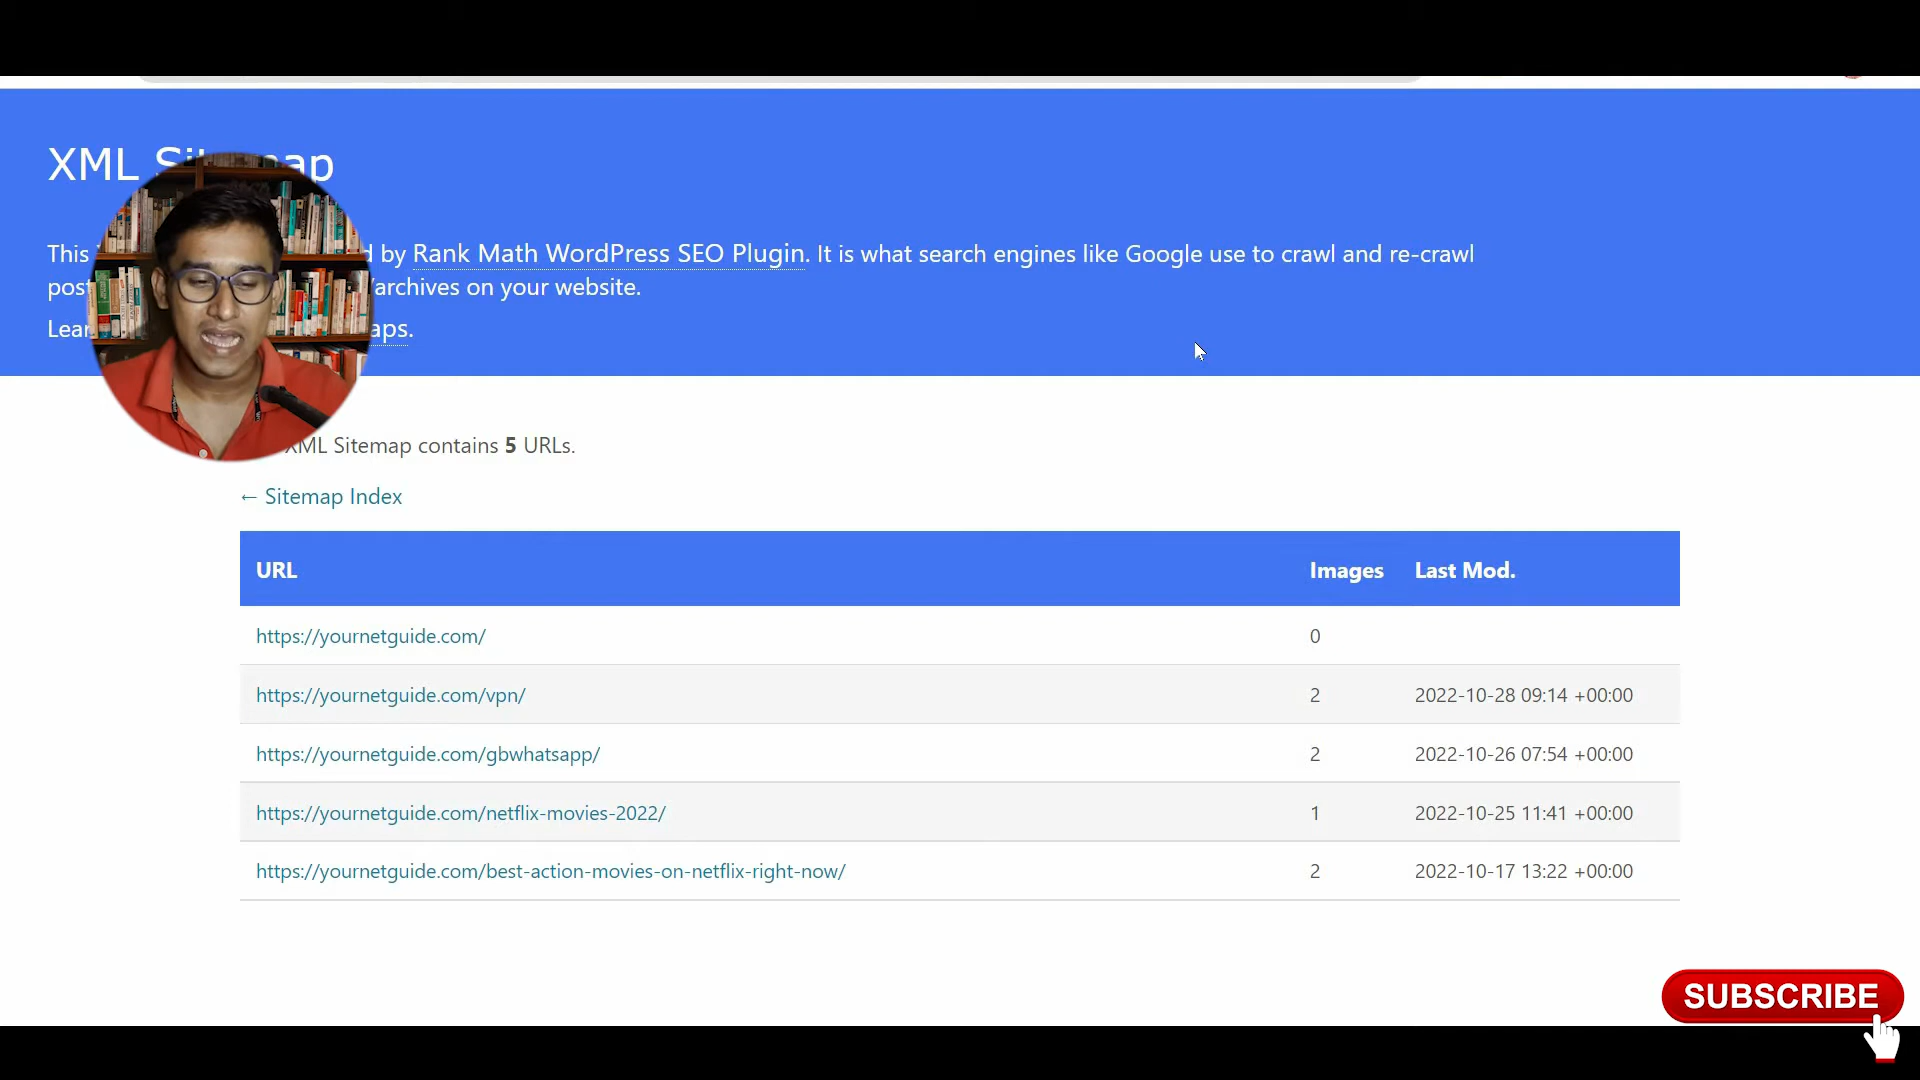 XML Sitemap
This by Rank Math WordPress SEO Plugin. It is what search engines like Google use to crawl and re-crawl
/archives on your website.
XML Sitemap contains 5 URLs.
← Sitemap Index
URL Images Last Mod.
https://yournetguide.com/ 0
https://yournetguide.com/vpn/ 2 2022-10-28 09:14 +00:00
https://yournetguide.com/gbwhatsapp/ 2 2022-10-26 07:54 +00:00
https://yournetguide.com/netflix-movies-2022/ 1 2022-10-25 11:41 +00:00
https://yournetguide.com/best-action-movies-on-netflix-right-now/ 2 2022-10-17 13:22 +00:00
SUBSCRIBE